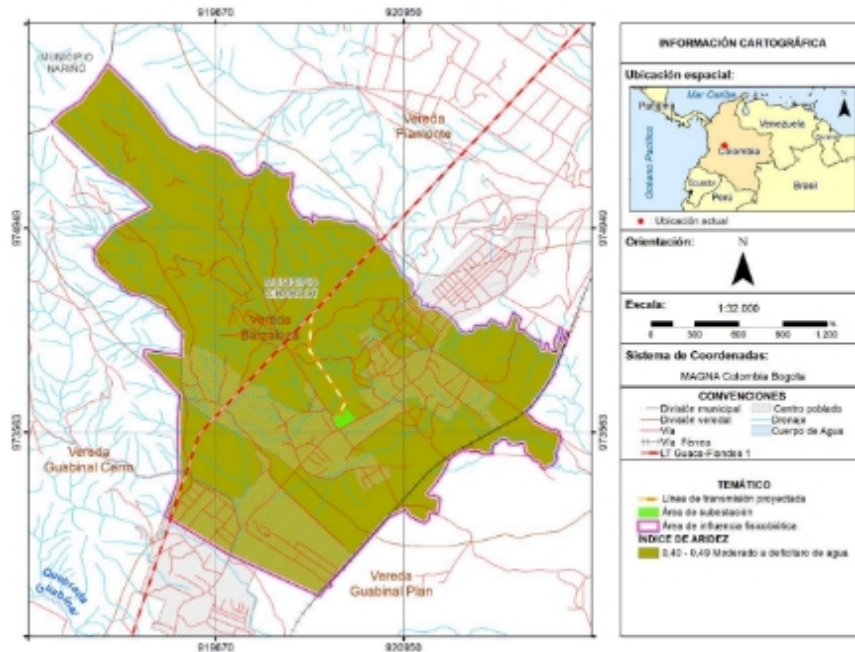 919670
920950
MUNICIPIO
NARIÑO
Vereda
Piamonte
974949
974949
MUNICIPIO
Vereda
973563
973563
Vereda
Guabinal Cerro
Vereda
Guabinal Plan
Quebrada
Guabinal
919670
920950
INFORMACIÓN CARTOGRÁFICA
Ubicación espacial:
Mar Caribe
N
Panamá
Venezuela
Océano Pacífico
Colombia
Ecuador
Perú
Brasil
: Ubicación actual
Orientación:
N
Escala:
1:32.000
0
300
600
900
1.200
Sistema de Coordenadas:
MAGNA Colombia Bogota
CONVENCIONES
División municipal
Centro poblado
División veredal
Drenaje
Vía
Cuerpo de Agua
Vía Férrea
LT Guaca-Flandes 1
TEMÁTICO
Línea de transmisión proyectada
Área de subestación
Área de influencia fisicobiótica
ÍNDICE DE ARIDEZ
0,40 - 0,49 Moderado a deficitario de agua